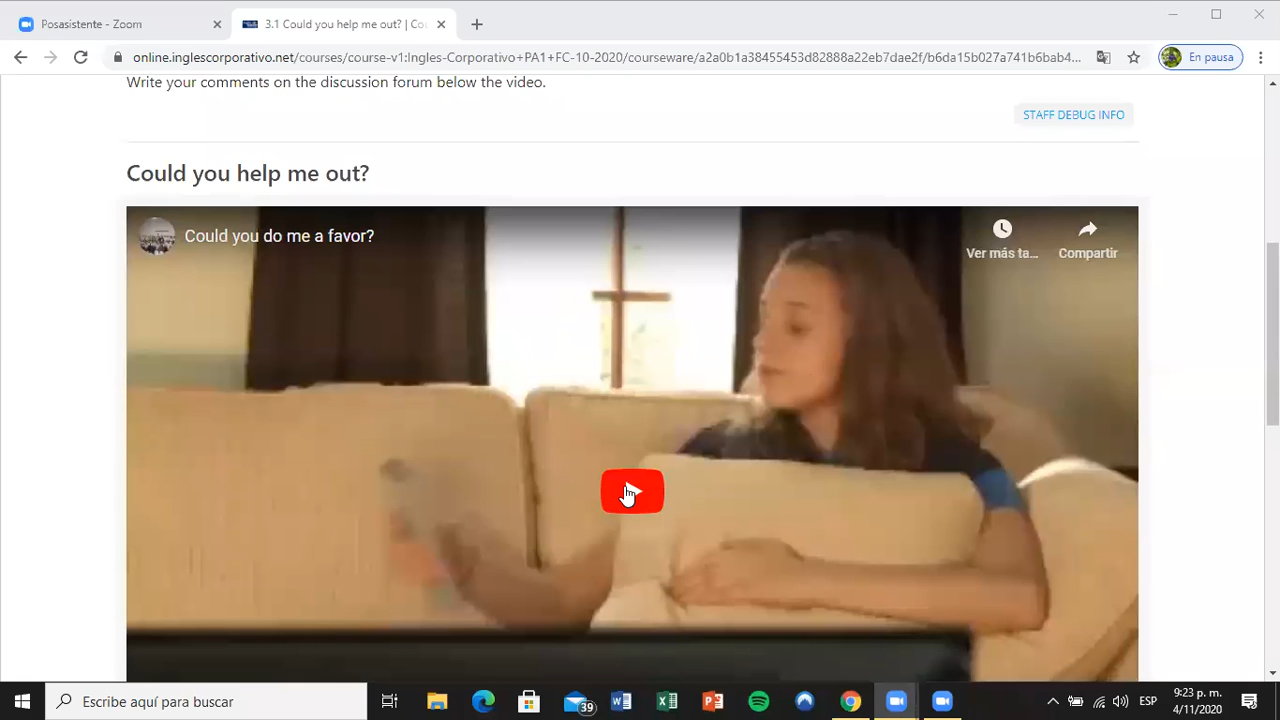 Posasistente - Zoom
3.1 Could you help me out? | Co
online.inglescorporativo.net/courses/course-v1:Ingles-Corporativo+PA1+FC-10-2020/courseware/a2a0b1a38455453d82888a22eb7dae2f/b6da15b027a741b6bab4...
En pausa
Write your comments on the discussion forum below the video.
STAFF DEBUG INFO
Could you help me out?
Could you do me a favor?
Ver más ta...
Compartir
Escribe aquí para buscar
39
ESP
9:23 p. m.
4/11/2020